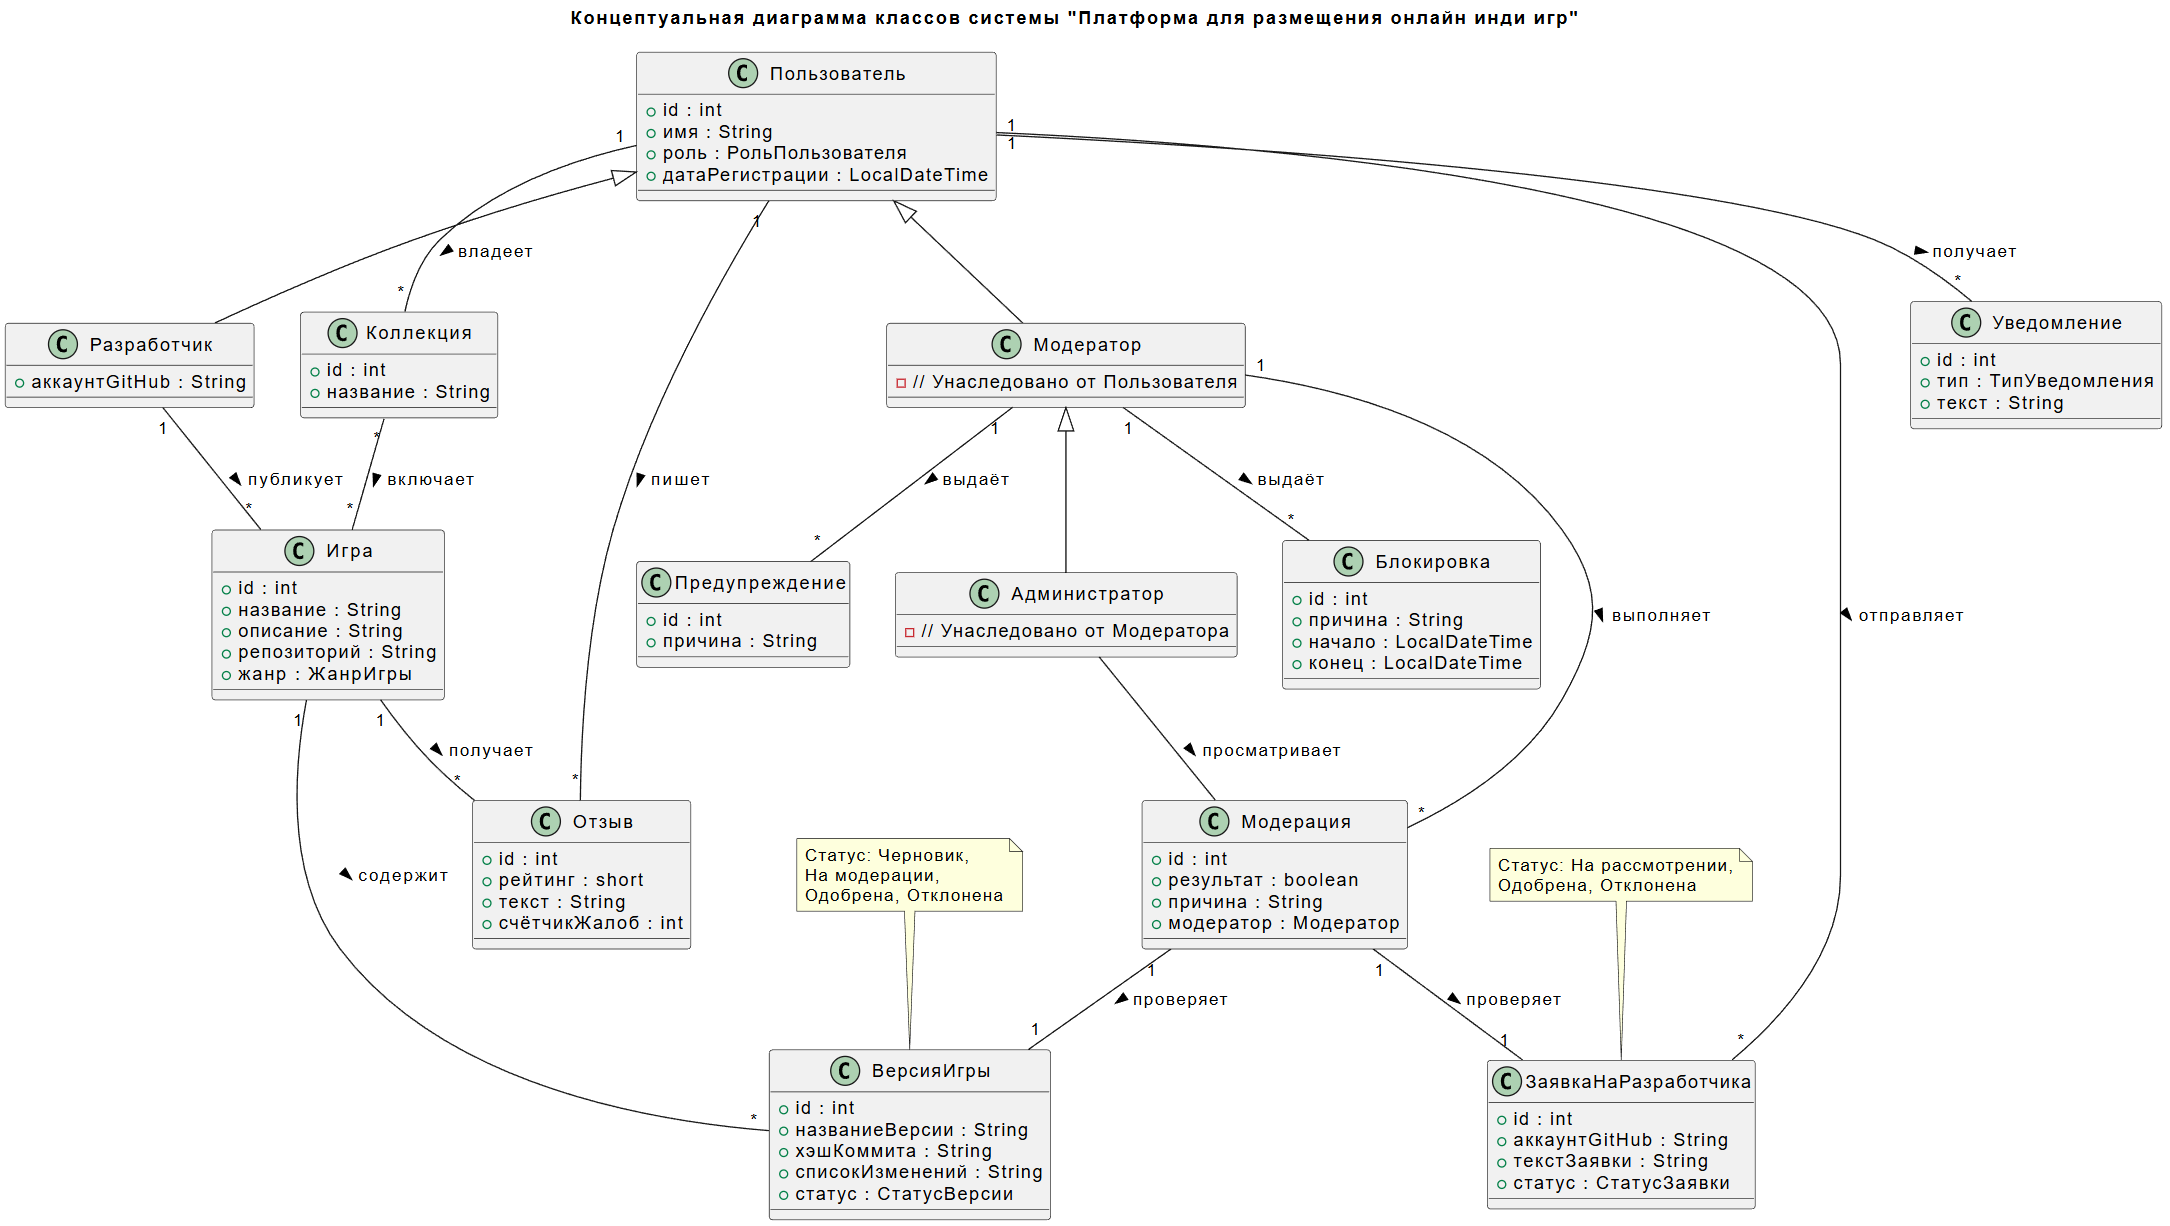 Концептуальная диаграмма классов системы "Платформа для размещения онлайн инди игр"
C Пользователь
id : int
имя : String
роль : РольПользователя
датаРегистрации : LocalDateTime
1
1
1
1
владеет
*
получает
*
C Разработчик
аккаунтGitHub : String
C Коллекция
id : int
название : String
C Модератор
// Унаследовано от Пользователя
C Уведомление
id : int
тип : ТипУведомления
текст : String
1
1
*
1
1
публикует
*
включает
*
пишет
выдаёт
*
выдаёт
*
C Игра
id : int
название : String
описание : String
репозиторий : String
жанр : ЖанрИгры
C Предупреждение
id : int
причина : String
C Администратор
// Унаследовано от Модератора
C Блокировка
id : int
причина : String
начало : LocalDateTime
конец : LocalDateTime
выполняет
отправляет
1
1
получает
*
*
просматривает
*
содержит
C Отзыв
id : int
рейтинг : short
текст : String
счётчикЖалоб : int
Статус: Черновик,
На модерации,
Одобрена, Отклонена
C Модерация
id : int
результат : boolean
причина : String
модератор : Модератор
Статус: На рассмотрении,
Одобрена, Отклонена
1
1
проверяет
1
проверяет
1
*
*
C ВерсияИгры
id : int
названиеВерсии : String
хэшКоммита : String
списокИзменений : String
статус : СтатусВерсии
C ЗаявкаНаРазработчика
id : int
аккаунтGitHub : String
текстЗаявки : String
статус : СтатусЗаявки